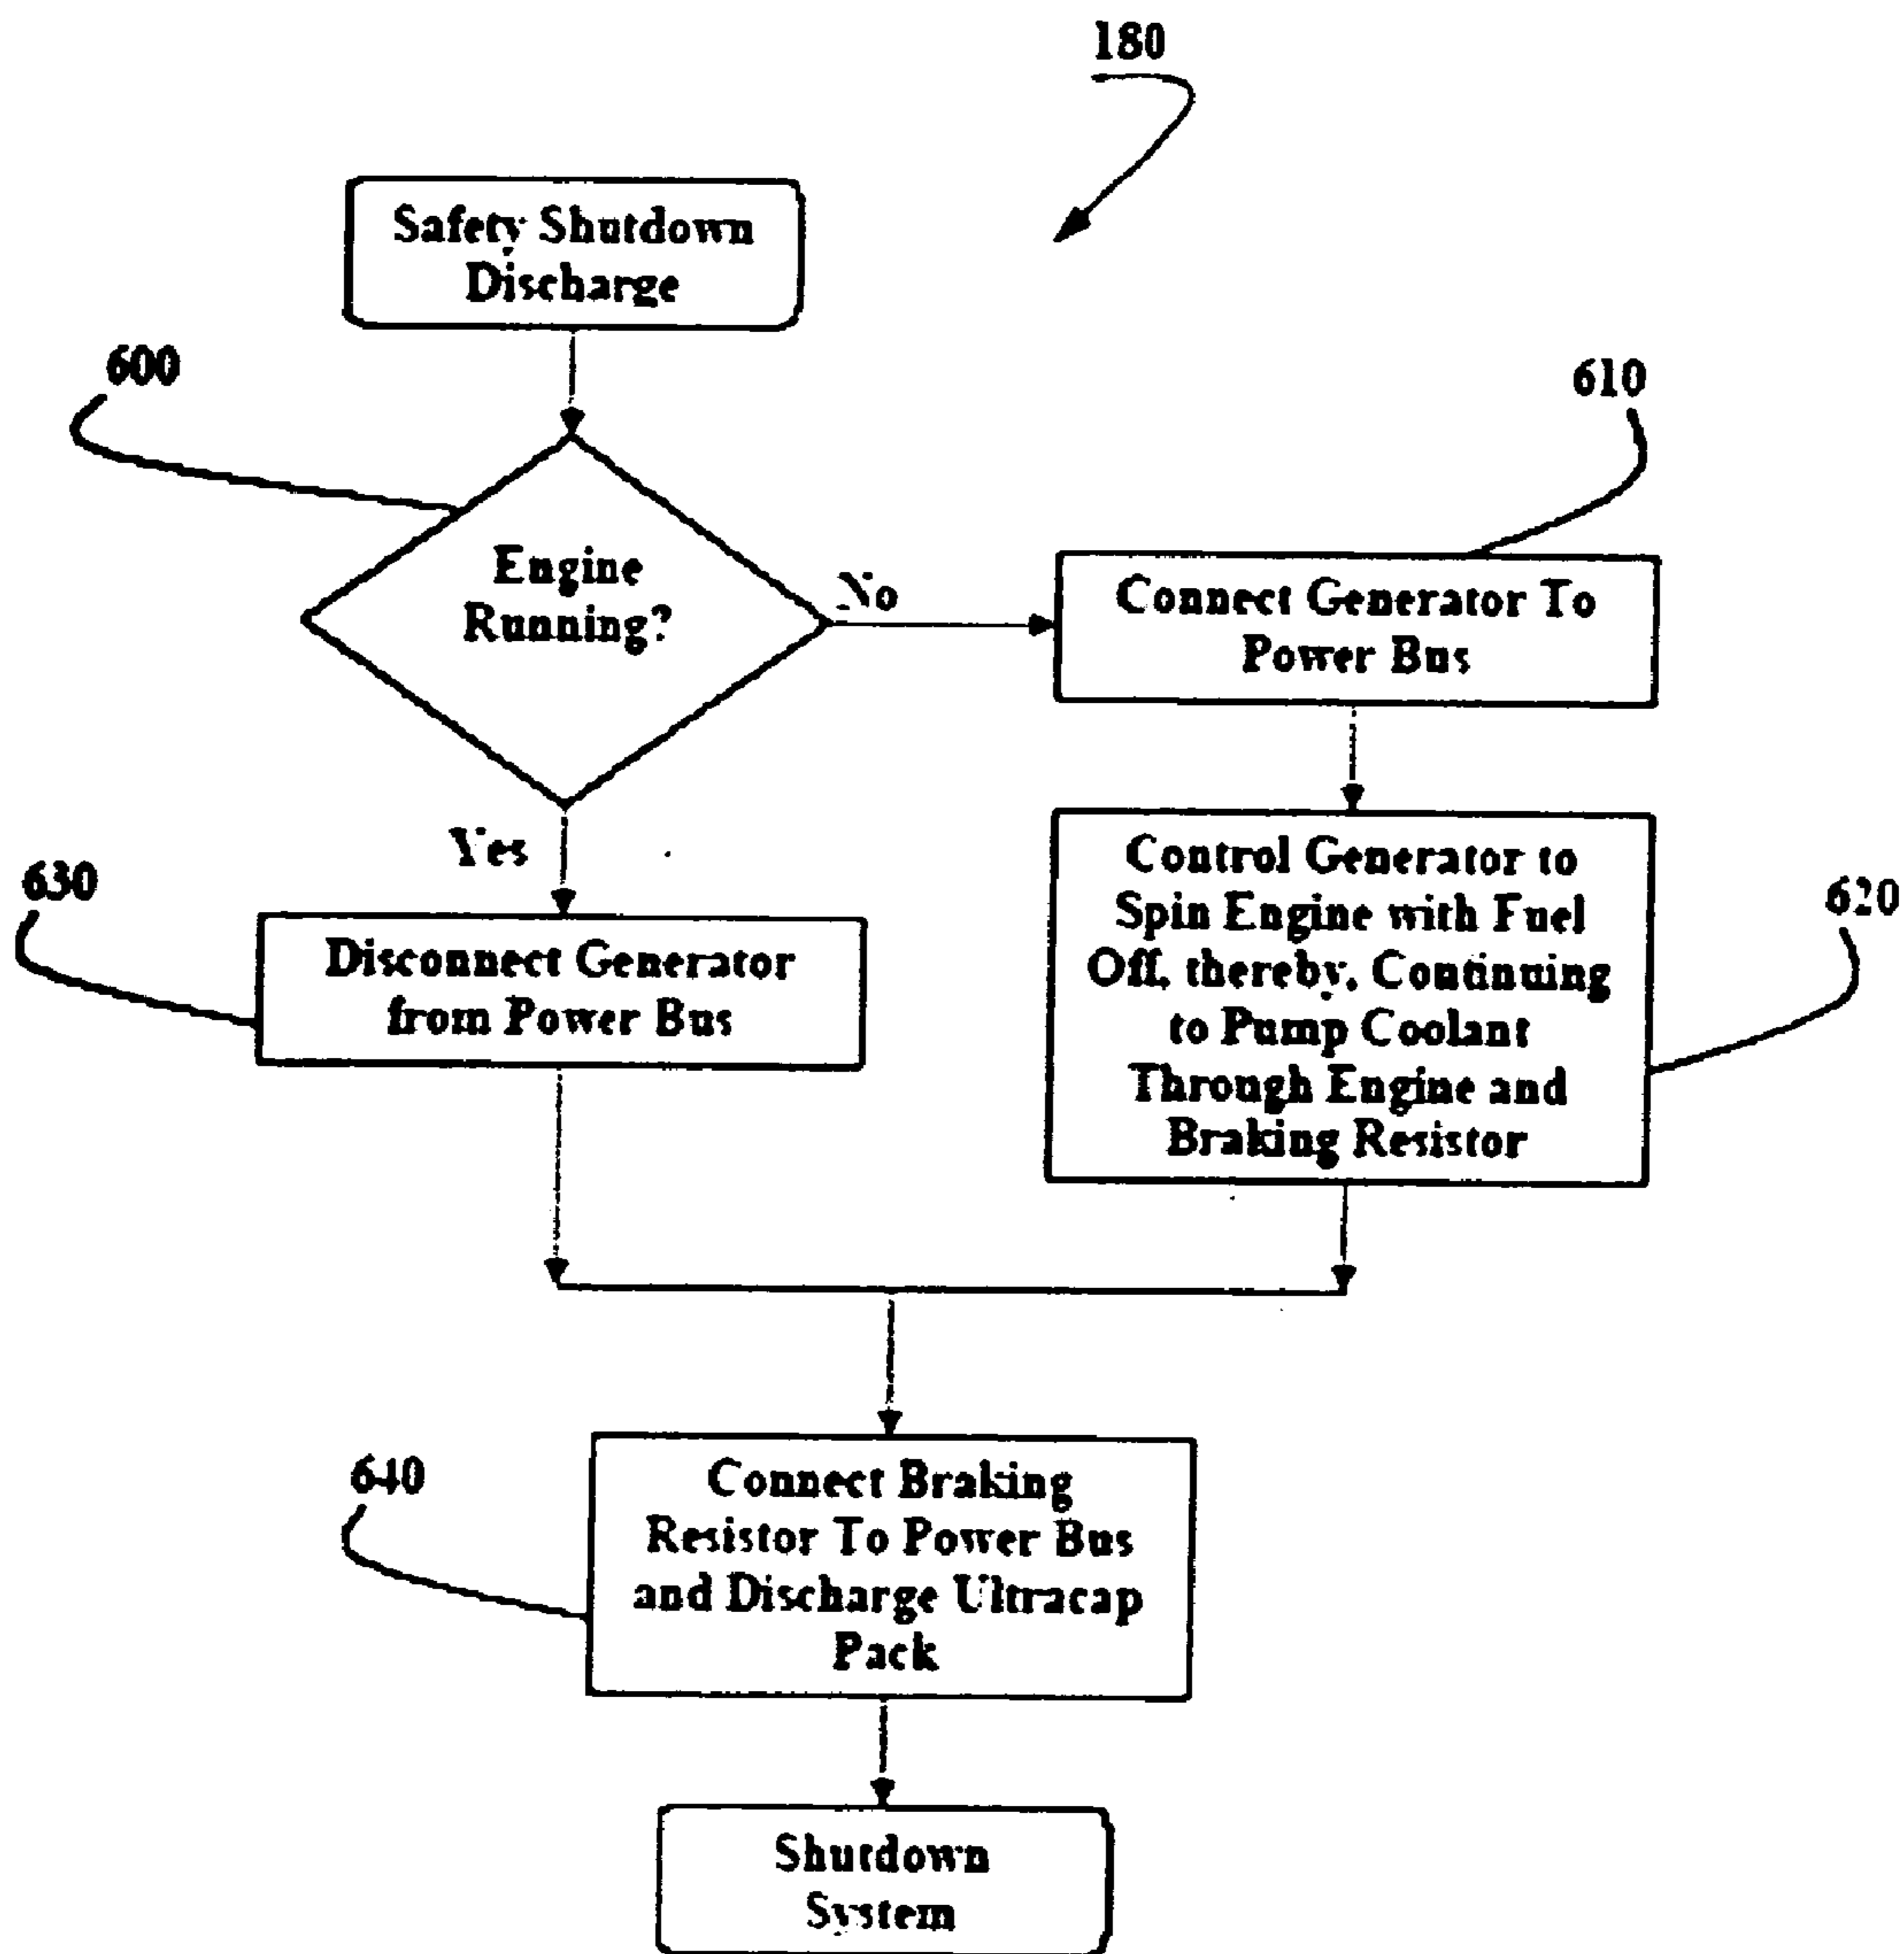 180
Safety Shutdown
Discharge
600
610
Engine
Running?
No
Connect Generator To
Power Bus
Yes
Control Generator to
Spin Engine with Fuel
Off, thereby, Continuing
to Pump Coolant
Through Engine and
Braking Resistor
630
620
Disconnect Generator
from Power Bus
640
Connect Braking
Resistor To Power Bus
and Discharge Ultracap
Pack
Shutdown
System